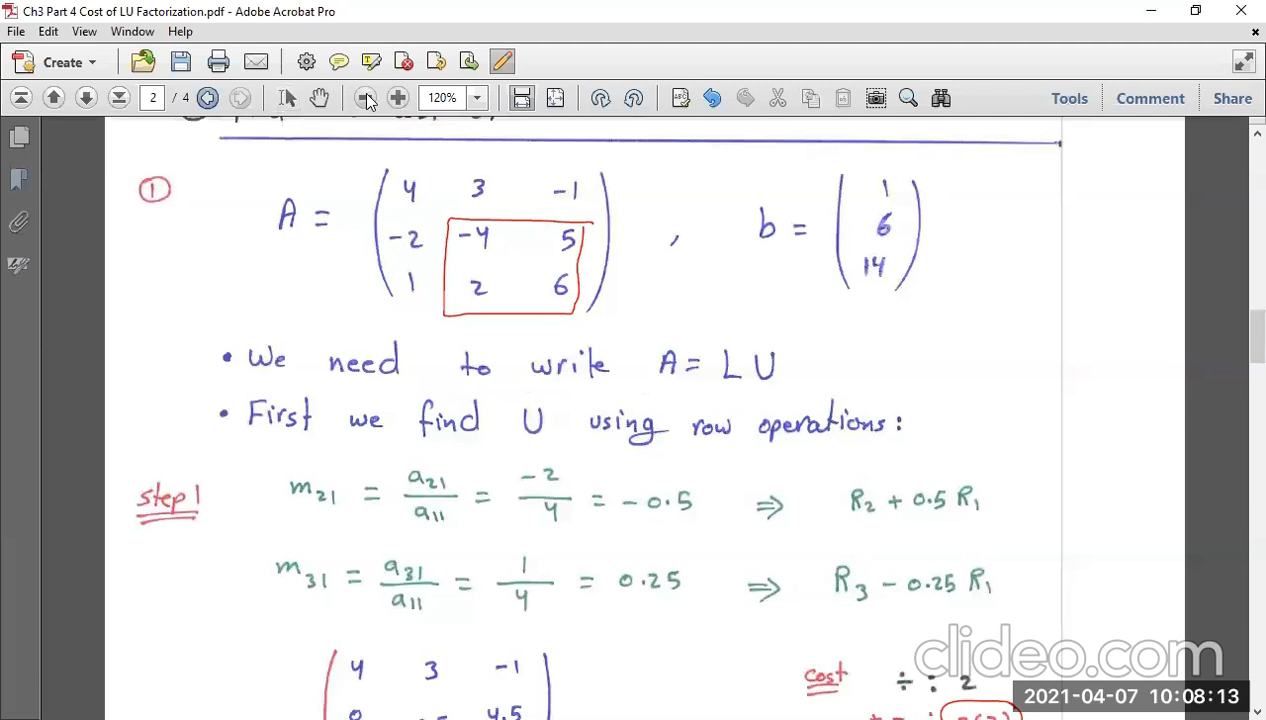 Ch3 Part 4 Cost of LU Factorization.pdf - Adobe Acrobat Pro
File Edit View Window Help
Create
2 / 4 120% Tools Comment Share
①
A = ( 4 3 -1
-2 -4 5
1 2 6 ) , b = ( 1
6
14 )
• We need to write A = L U
• First we find U using row operations :
step 1 m21 = a21/a11 = -2/4 = -0.5 ⇒ R2 + 0.5 R1
m31 = a31/a11 = 1/4 = 0.25 ⇒ R3 - 0.25 R1
4 3 -1
cost ÷ : 2
4.5
clideo.com
2021-04-07 10:08:13